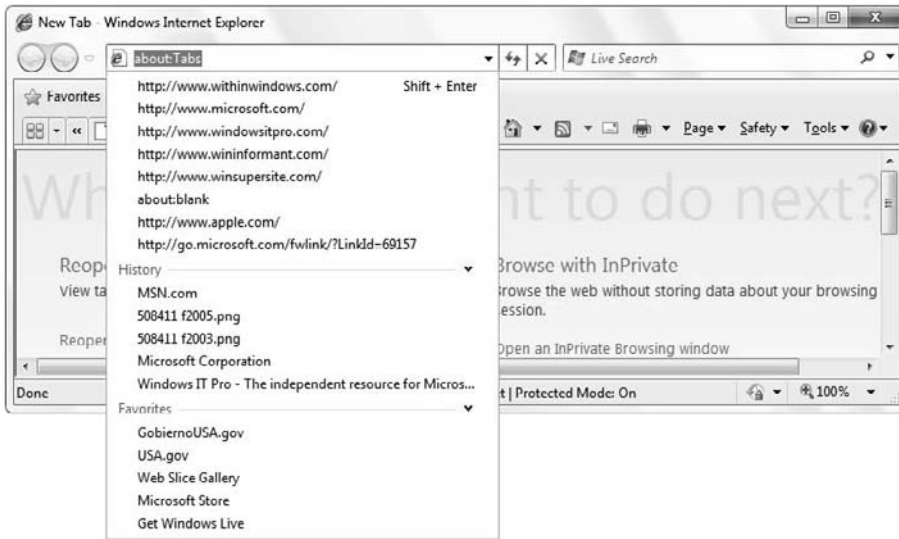 New Tab - Windows Internet Explorer
about:Tabs
Live Search
Favorites
http://www.withinwindows.com/ Shift + Enter
http://www.microsoft.com/
http://www.windowsitpro.com/
http://www.wininformant.com/
http://www.winsupersite.com/
about:blank
http://www.apple.com/
http://go.microsoft.com/fwlink/?LinkId=69157
Page Safety Tools
Wh nt to do next?
History
MSN.com
508411 f2005.png
508411 f2003.png
Microsoft Corporation
Windows IT Pro - The independent resource for Micros...
Favorites
GobiernoUSA.gov
USA.gov
Web Slice Gallery
Microsoft Store
Get Windows Live
Reop
View ta
Reoper
Browse with InPrivate
Browse the web without storing data about your browsing
session.
Open an InPrivate Browsing window
Done
t | Protected Mode: On
100%